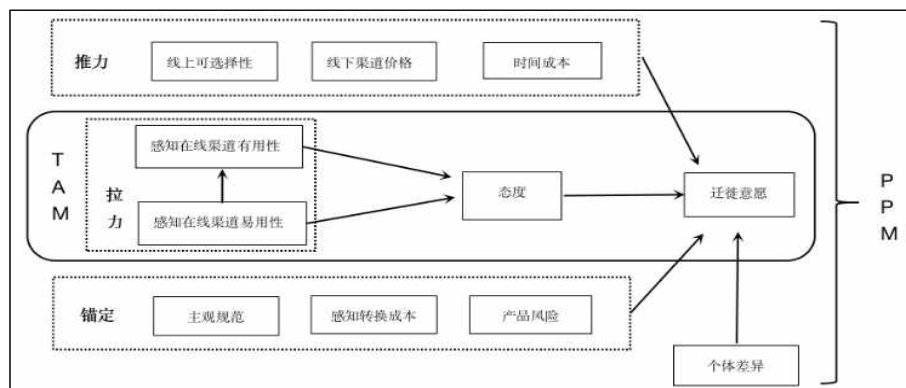 推力
线上可选择性
线下渠道价格
时间成本
TAM
拉力
感知在线渠道有用性
感知在线渠道易用性
态度
迁徙意愿
PPM
锚定
主观规范
感知转换成本
产品风险
个体差异